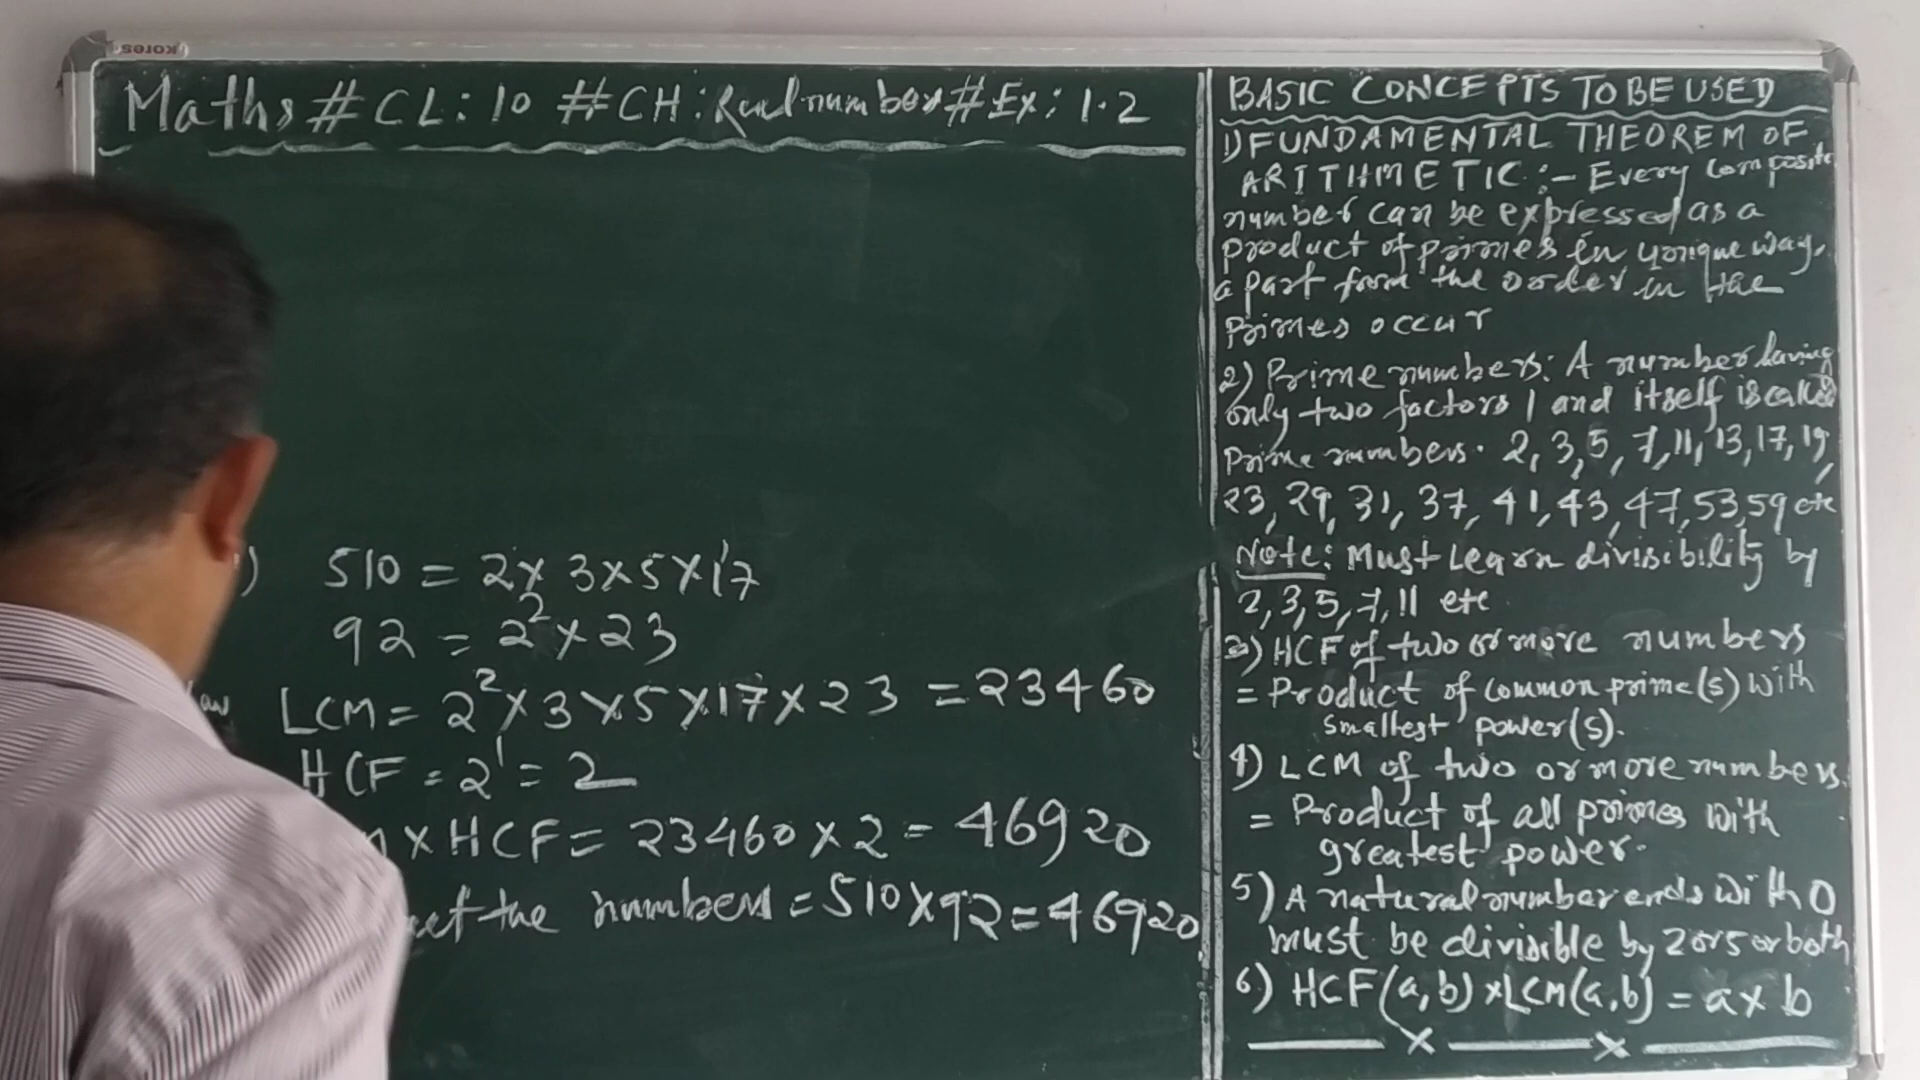 kores
Maths # CL: 10 # CH: Real numbers # Ex: 1.2
) 510 = 2 x 3 x 5 x 17
92 = 2² x 23
LCM = 2² x 3 x 5 x 17 x 23 = 23460
HCF = 2¹ = 2
x HCF = 23460 x 2 = 46920
the numbers = 510 x 92 = 46920
BASIC CONCEPTS TO BE USED
1) FUNDAMENTAL THEOREM OF
ARITHMETIC :- Every composite
number can be expressed as a
product of primes in unique way,
a part from the order in the
Primes occur
2) Prime numbers: A number having
only two factors 1 and itself is called
Prime numbers. 2, 3, 5, 7, 11, 13, 17, 19,
23, 29, 31, 37, 41, 43, 47, 53, 59 etc
Note: Must Learn divisibility by
2, 3, 5, 7, 11 etc
3) HCF of two or more numbers
= Product of common prime(s) with
smallest power(s).
4) LCM of two or more numbers
= Product of all primes with
greatest power.
5) A natural number ends with 0
must be divisible by 2 or 5 or both
6) HCF(a, b) x LCM(a, b) = a x b